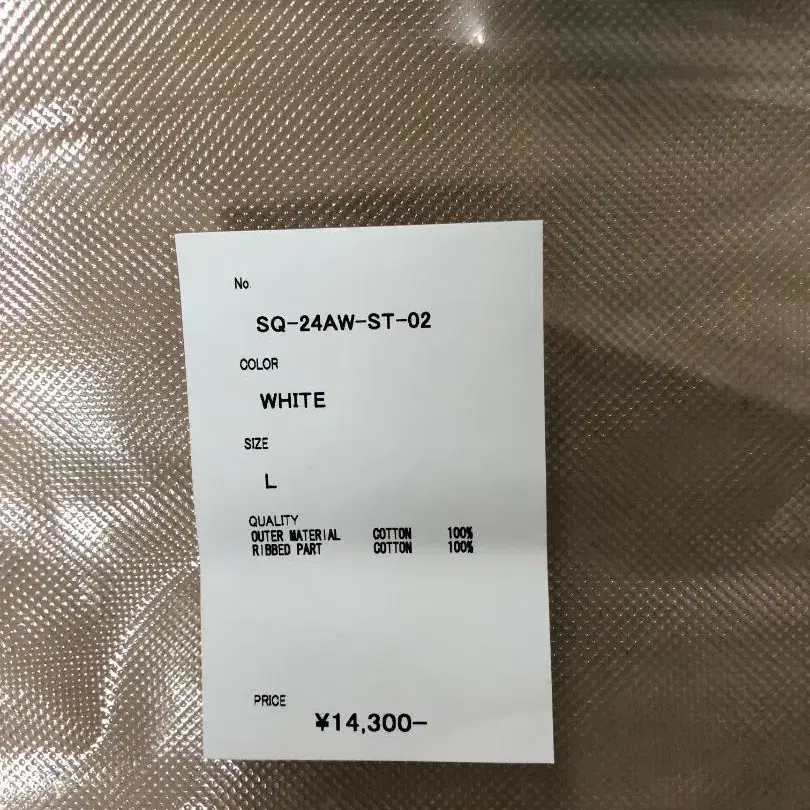 No.
SQ-24AW-ST-02
COLOR
WHITE
SIZE
L
QUALITY
OUTER MATERIAL COTTON 100%
RIBBED PART COTTON 100%
PRICE
¥14,300-